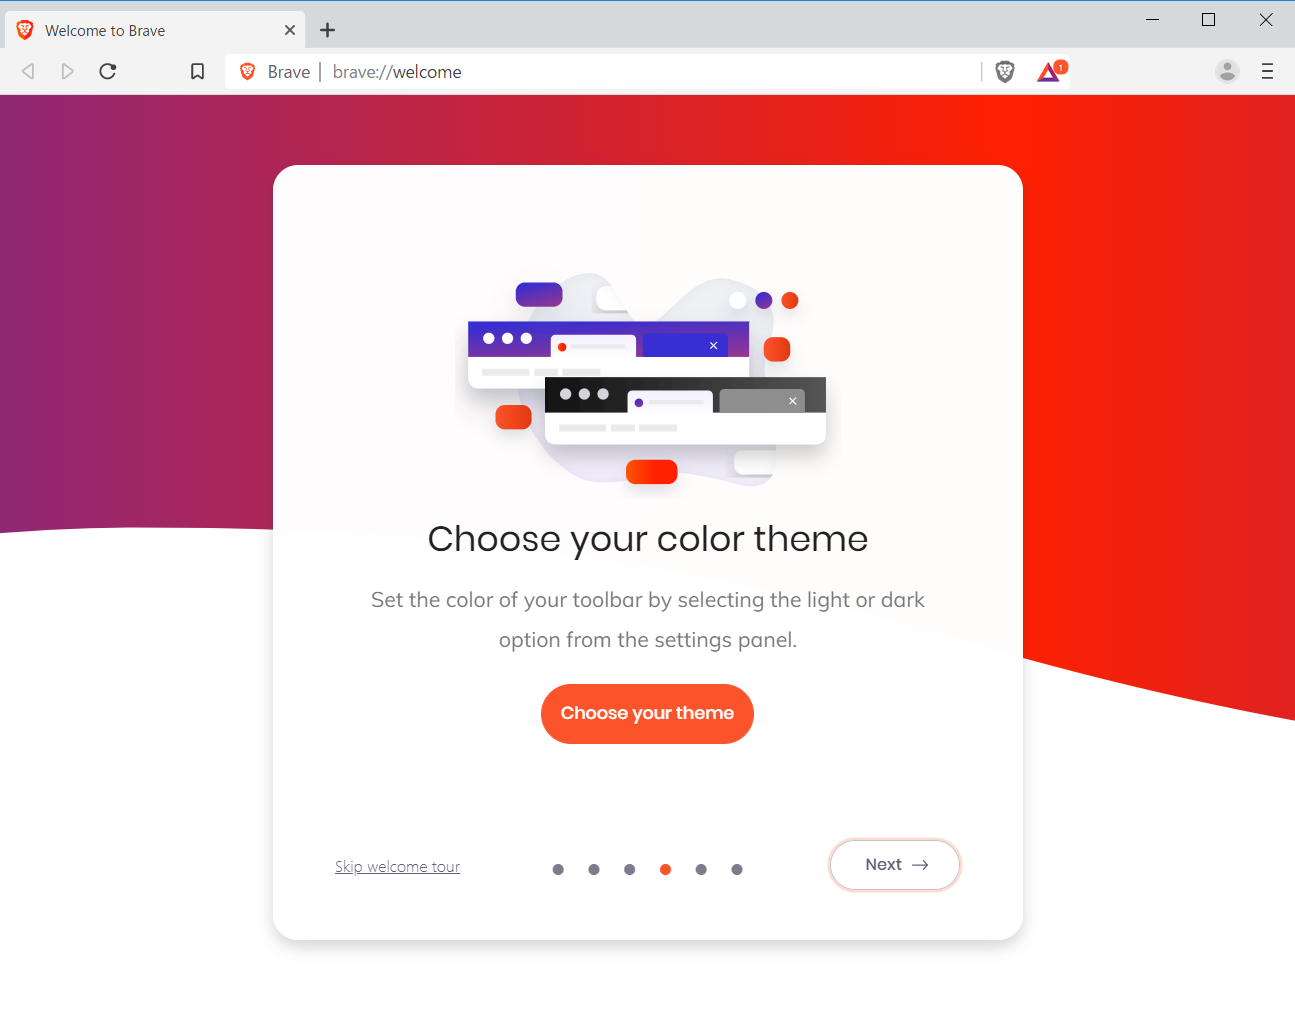 Welcome to Brave
Brave | brave://welcome
1
Choose your color theme
Set the color of your toolbar by selecting the light or dark
option from the settings panel.
Choose your theme
Skip welcome tour
Next →